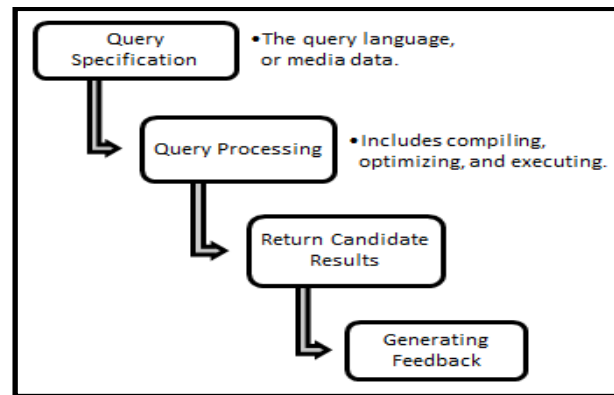 Query
Specification
•The query language,
or media data.
Query Processing
•Includes compiling,
optimizing, and executing.
Return Candidate
Results
Generating
Feedback